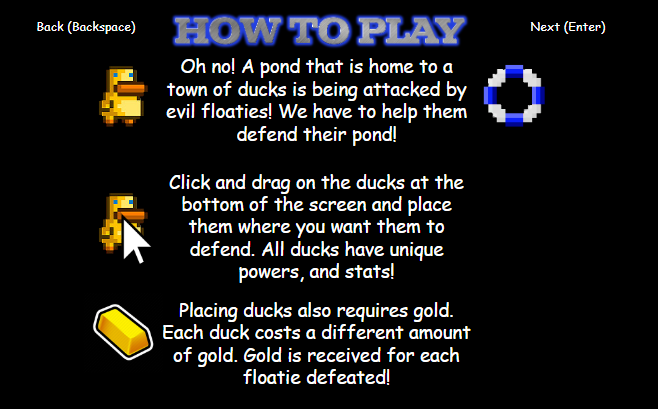 Back (Backspace)
HOW TO PLAY
Next (Enter)
Oh no! A pond that is home to a
town of ducks is being attacked by
evil floaties! We have to help them
defend their pond!
Click and drag on the ducks at the
bottom of the screen and place
them where you want them to
defend. All ducks have unique
powers, and stats!
Placing ducks also requires gold.
Each duck costs a different amount
of gold. Gold is received for each
floatie defeated!